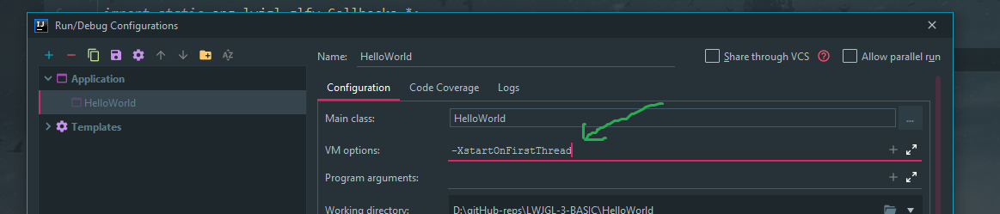 import static org.lwjgl.glfw.Callbacks.*;
IJ Run/Debug Configurations
Name: HelloWorld Share through VCS ? Allow parallel run
Application
HelloWorld
Templates
Configuration Code Coverage Logs
Main class: HelloWorld ...
VM options: -XstartOnFirstThread
Program arguments:
Working directory: D:\gitHub-reps\LWJGL-3-BASIC\HelloWorld